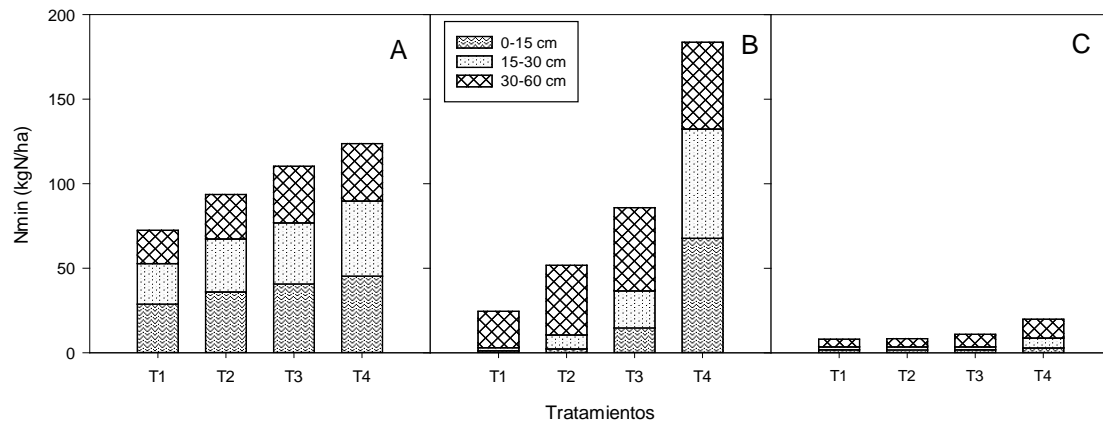 200
150
100
50
0
Nmin (kgN/ha)
A
B
C
0-15 cm
15-30 cm
30-60 cm
T1 T2 T3 T4 T1 T2 T3 T4 T1 T2 T3 T4
Tratamientos